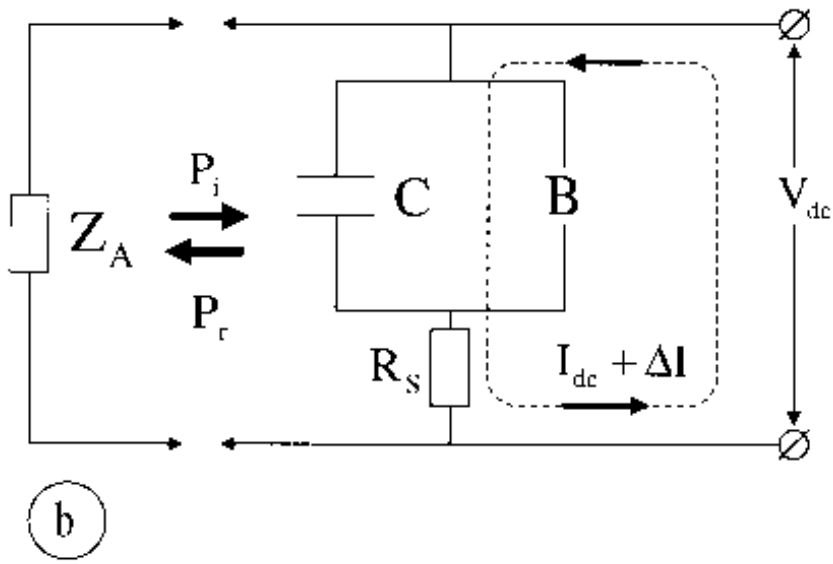 P_i
C
B
V_dc
Z_A
P_r
R_S
I_dc + ΔI
b